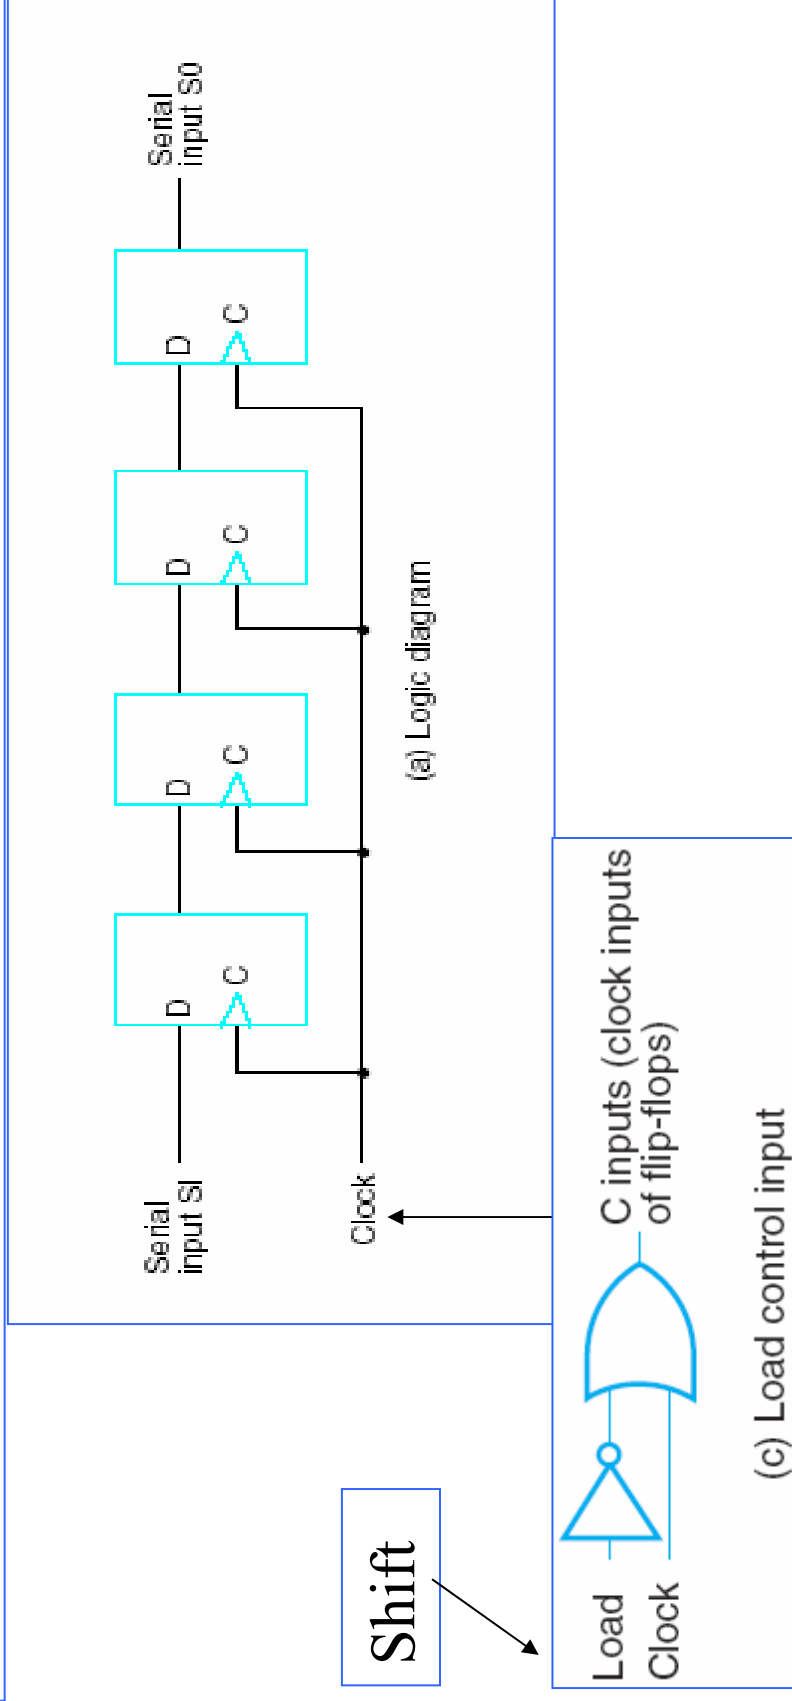 Serial
input SI
D
C
D
C
D
C
D
C
Serial
input S0
Clock
(a) Logic diagram
Shift
Load
Clock
C inputs (clock inputs
of flip-flops)
(c) Load control input